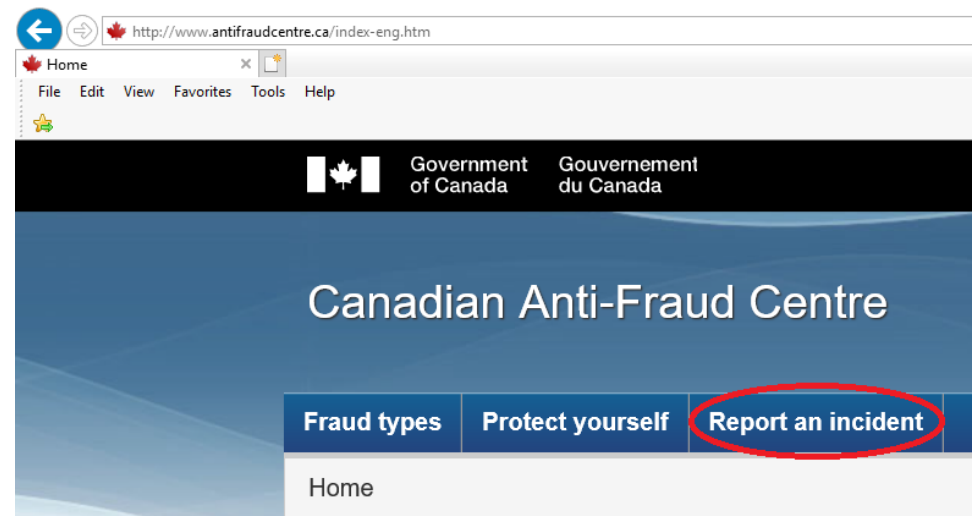 http://www.antifraudcentre.ca/index-eng.htm
Home
File Edit View Favorites Tools Help
Government of Canada
Gouvernement du Canada
Canadian Anti-Fraud Centre
Fraud types Protect yourself Report an incident
Home